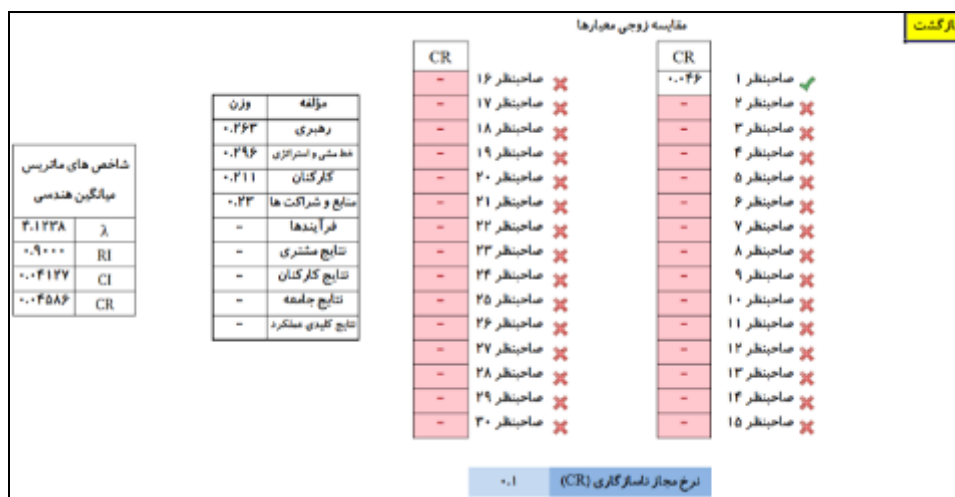 بازگشت
مقایسه زوجی معیارها
CR
صاحبنظر ۱ ۰.۰۴۶
صاحبنظر ۲ -
صاحبنظر ۳ -
صاحبنظر ۴ -
صاحبنظر ۵ -
صاحبنظر ۶ -
صاحبنظر ۷ -
صاحبنظر ۸ -
صاحبنظر ۹ -
صاحبنظر ۱۰ -
صاحبنظر ۱۱ -
صاحبنظر ۱۲ -
صاحبنظر ۱۳ -
صاحبنظر ۱۴ -
صاحبنظر ۱۵ -
CR
صاحبنظر ۱۶ -
صاحبنظر ۱۷ -
صاحبنظر ۱۸ -
صاحبنظر ۱۹ -
صاحبنظر ۲۰ -
صاحبنظر ۲۱ -
صاحبنظر ۲۲ -
صاحبنظر ۲۳ -
صاحبنظر ۲۴ -
صاحبنظر ۲۵ -
صاحبنظر ۲۶ -
صاحبنظر ۲۷ -
صاحبنظر ۲۸ -
صاحبنظر ۲۹ -
صاحبنظر ۳۰ -
مؤلفه وزن
رهبری ۰.۲۶۳
خط مشی و استراتژی ۰.۲۹۶
کارکنان ۰.۲۱۱
منابع و شراکت ها ۰.۲۳
فرآیندها -
نتایج مشتری -
نتایج کارکنان -
نتایج جامعه -
نتایج کلیدی عملکرد -
شاخص های ماتریس
میانگین هندسی
λ ۴.۱۲۳۸
RI ۰.۹۰۰۰
CI ۰.۰۴۱۲۷
CR ۰.۰۴۵۸۶
نرخ مجاز ناسازگاری (CR) ۰.۱